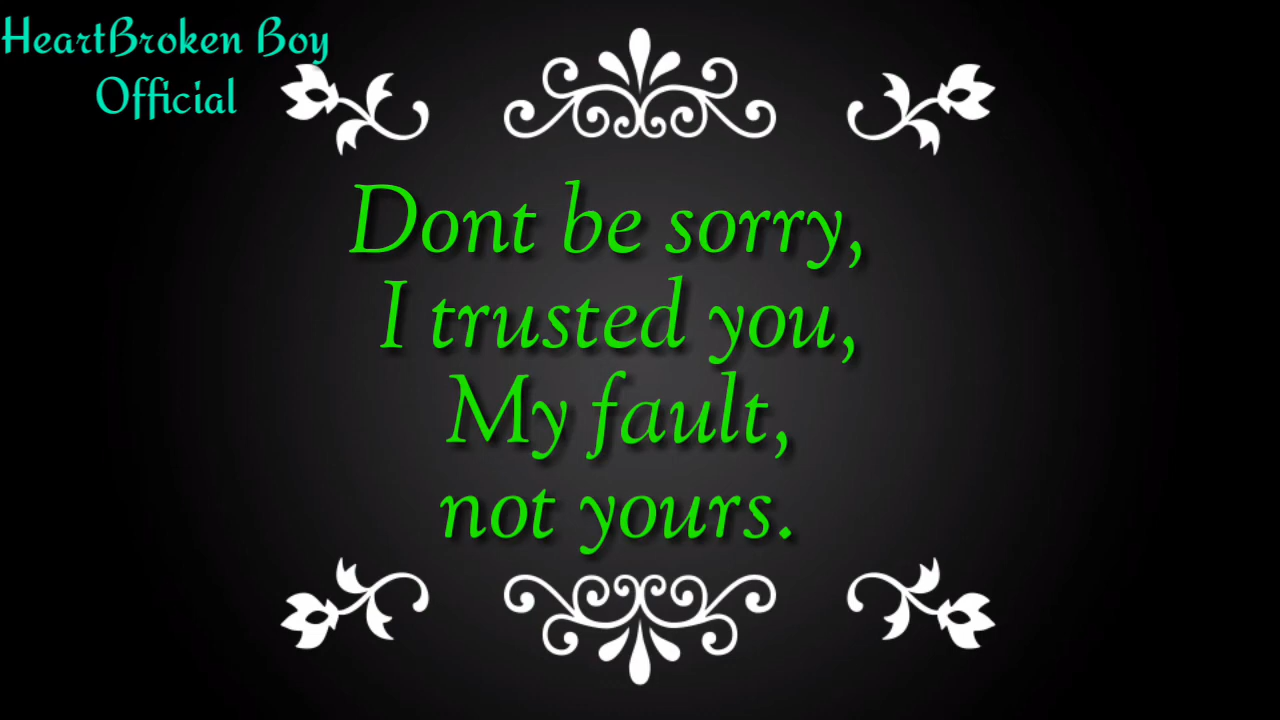 HeartBroken Boy
Official
Dont be sorry,
I trusted you,
My fault,
not yours.